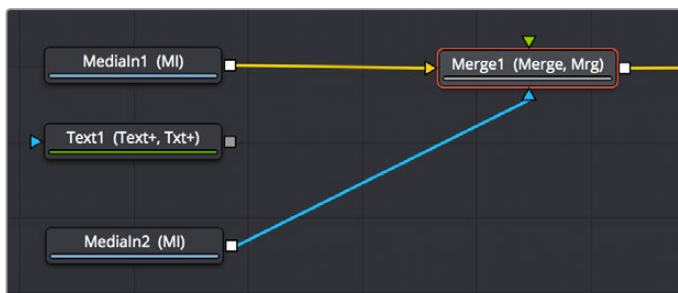 MediaIn1 (MI)
Merge1 (Merge, Mrg)
Text1 (Text+, Txt+)
MediaIn2 (MI)